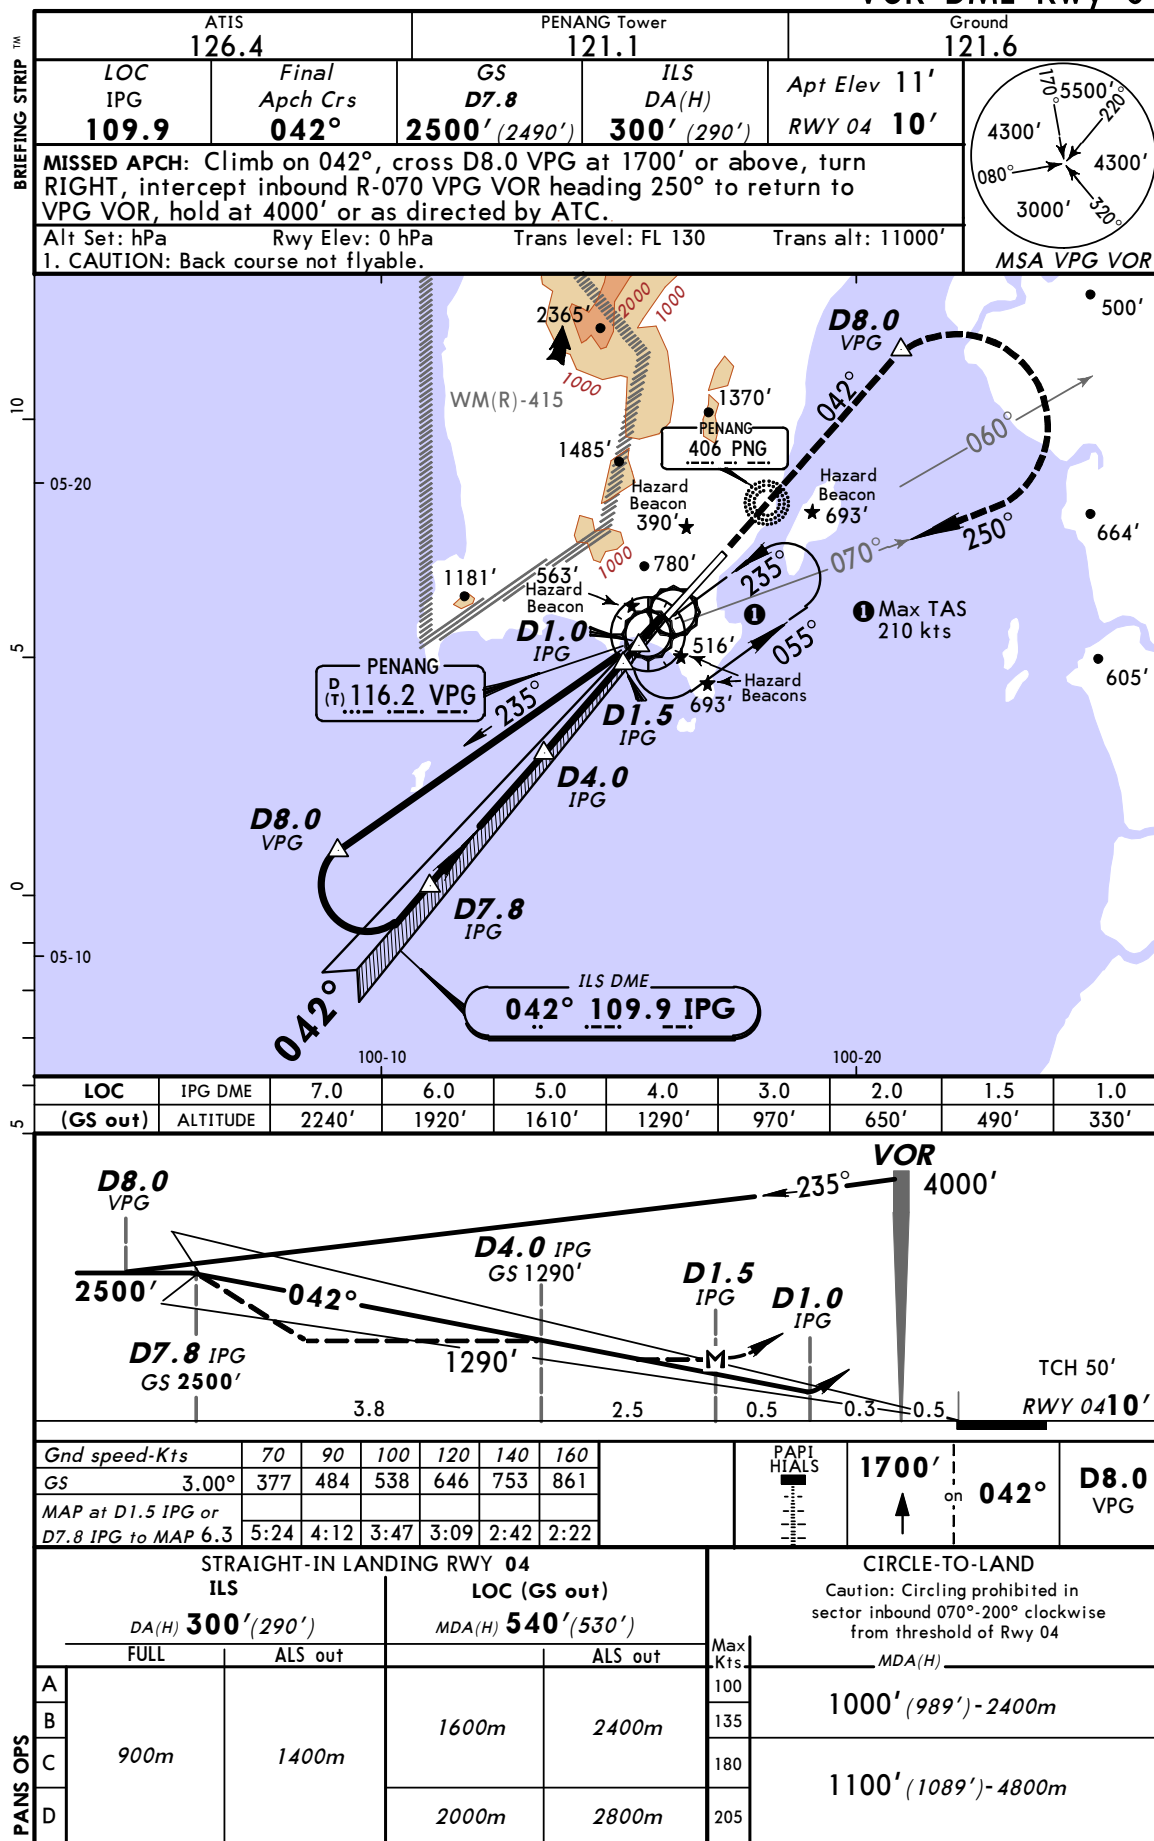 BRIEFING STRIP TM
ATIS
126.4
PENANG Tower
121.1
Ground
121.6
LOC
IPG
109.9
Final
Apch Crs
042°
GS
D7.8
2500' (2490')
ILS
DA(H)
300' (290')
Apt Elev 11'
RWY 04 10'
MISSED APCH: Climb on 042°, cross D8.0 VPG at 1700' or above, turn
RIGHT, intercept inbound R-070 VPG VOR heading 250° to return to
VPG VOR, hold at 4000' or as directed by ATC.
Alt Set: hPa Rwy Elev: 0 hPa Trans level: FL 130 Trans alt: 11000'
1. CAUTION: Back course not flyable.
170°
5500'
220°
4300'
4300'
080°
3000'
320°
MSA VPG VOR
2365'
2000
1000
1000
D8.0
VPG
500'
WM(R)-415
1370'
042°
PENANG
406 PNG
060°
1485'
10
05-20
Hazard
Beacon
390'
Hazard
Beacon
693'
250°
664'
1000
780'
070°
235°
1181'
563'
Hazard
Beacon
1
1 Max TAS
210 kts
D1.0
IPG
516'
055°
5
605'
PENANG
D
(T) 116.2 VPG
235°
Hazard
Beacons
693'
D1.5
IPG
D4.0
IPG
D8.0
VPG
0
D7.8
IPG
05-10
ILS DME
042° 109.9 IPG
042°
100-10
100-20
5
LOC IPG DME 7.0 6.0 5.0 4.0 3.0 2.0 1.5 1.0
(GS out) ALTITUDE 2240' 1920' 1610' 1290' 970' 650' 490' 330'
VOR
D8.0
VPG
235°
4000'
D4.0 IPG
GS 1290'
2500'
042°
D1.5
IPG
D1.0
IPG
D7.8 IPG
GS 2500'
1290'
M
TCH 50'
3.8 2.5 0.5 0.3 0.5
RWY 04 10'
Gnd speed-Kts 70 90 100 120 140 160
GS 3.00° 377 484 538 646 753 861
MAP at D1.5 IPG or
D7.8 IPG to MAP 6.3 5:24 4:12 3:47 3:09 2:42 2:22
PAPI
HIALS
1700'
on 042°
D8.0
VPG
PANS OPS
STRAIGHT-IN LANDING RWY 04
ILS
DA(H) 300' (290')
FULL
ALS out
LOC (GS out)
MDA(H) 540' (530')
ALS out
CIRCLE-TO-LAND
Caution: Circling prohibited in
sector inbound 070°-200° clockwise
from threshold of Rwy 04
Max
Kts
MDA(H)
A
B
C
D
900m
1400m
1600m
2400m
2000m
2800m
100
135
180
205
1000' (989') - 2400m
1100' (1089') - 4800m